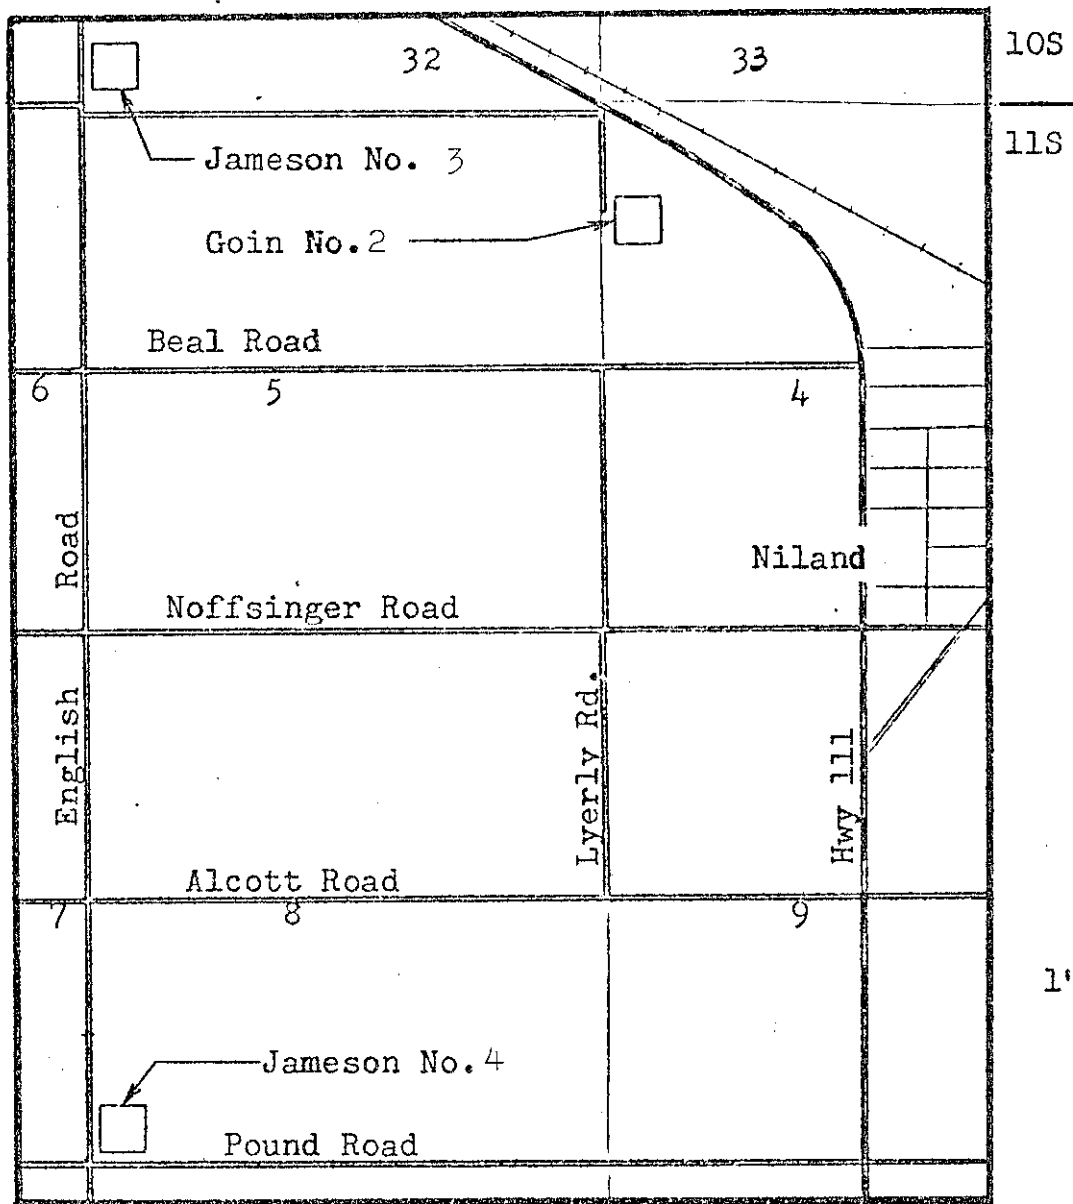 32
33
10S
11S
Jameson No. 3
Goin No. 2
Beal Road
6
5
4
Road
Niland
Noffsinger Road
English
Lyerly Rd.
Hwy 111
Alcott Road
7
8
9
1'
Jameson No. 4
Pound Road